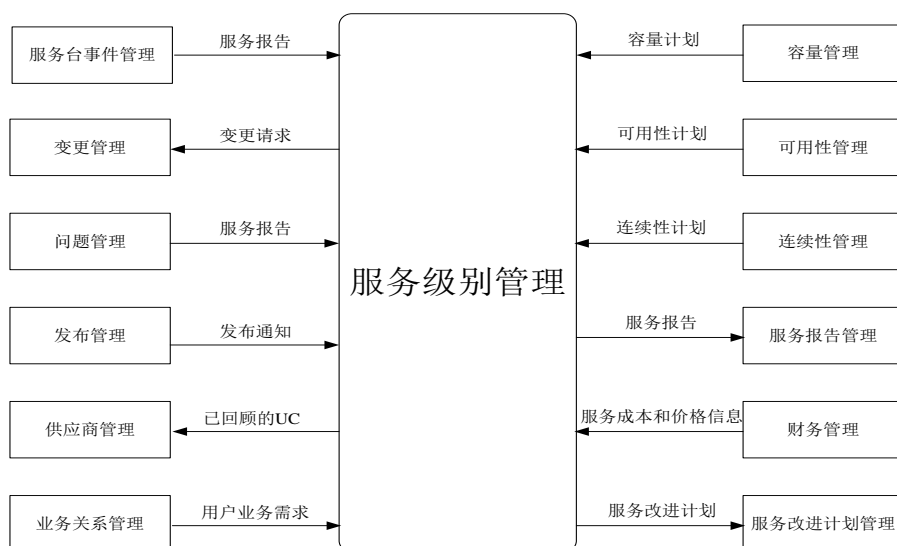 服务台事件管理
服务报告
容量计划
容量管理
变更管理
变更请求
可用性计划
可用性管理
问题管理
服务报告
连续性计划
连续性管理
服务级别管理
发布管理
发布通知
服务报告
服务报告管理
供应商管理
已回顾的UC
服务成本和价格信息
财务管理
业务关系管理
用户业务需求
服务改进计划
服务改进计划管理